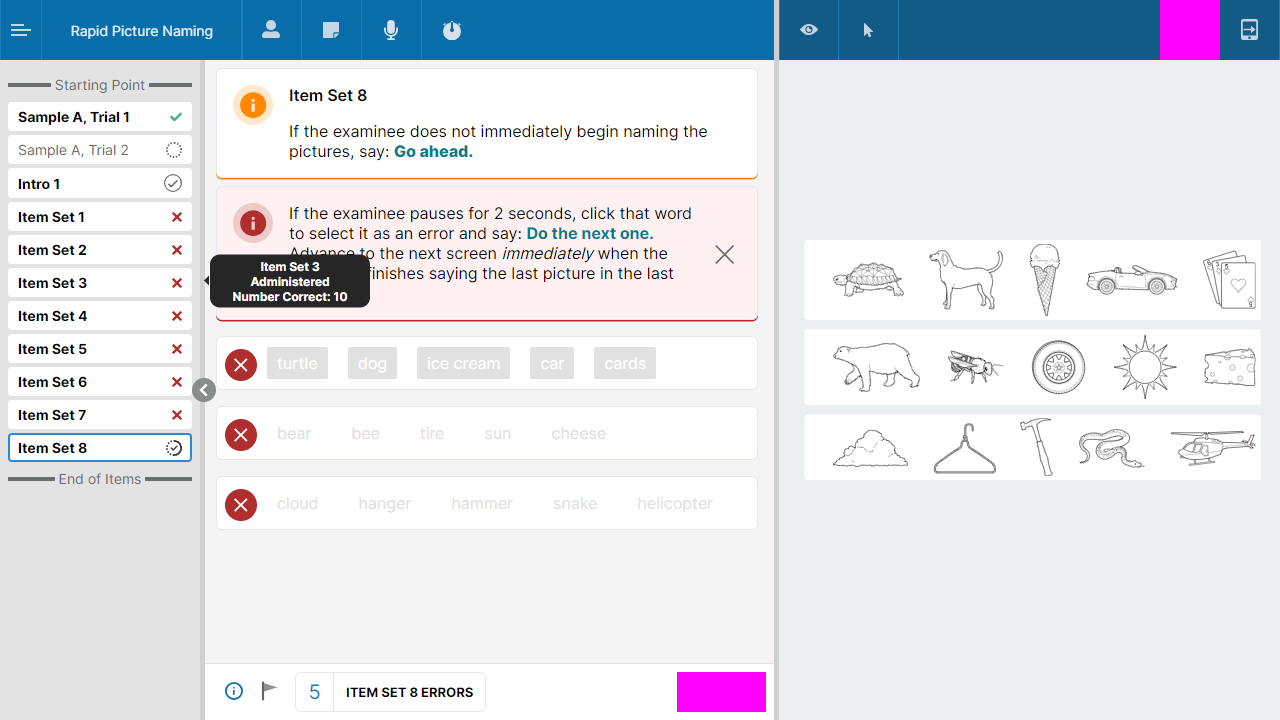 Rapid Picture Naming
Starting Point
Sample A, Trial 1
Sample A, Trial 2
Intro 1
Item Set 1
Item Set 2
Item Set 3
Item Set 4
Item Set 5
Item Set 6
Item Set 7
Item Set 8
End of Items
Item Set 3
Administered
Number Correct: 10
Item Set 8
If the examinee does not immediately begin naming the
pictures, say: Go ahead.
If the examinee pauses for 2 seconds, click that word
to select it as an error and say: Do the next one.
to the next screen immediately when the
finishes saying the last picture in the last
turtle dog ice cream car cards
bear bee tire sun cheese
cloud hanger hammer snake helicopter
5 ITEM SET 8 ERRORS